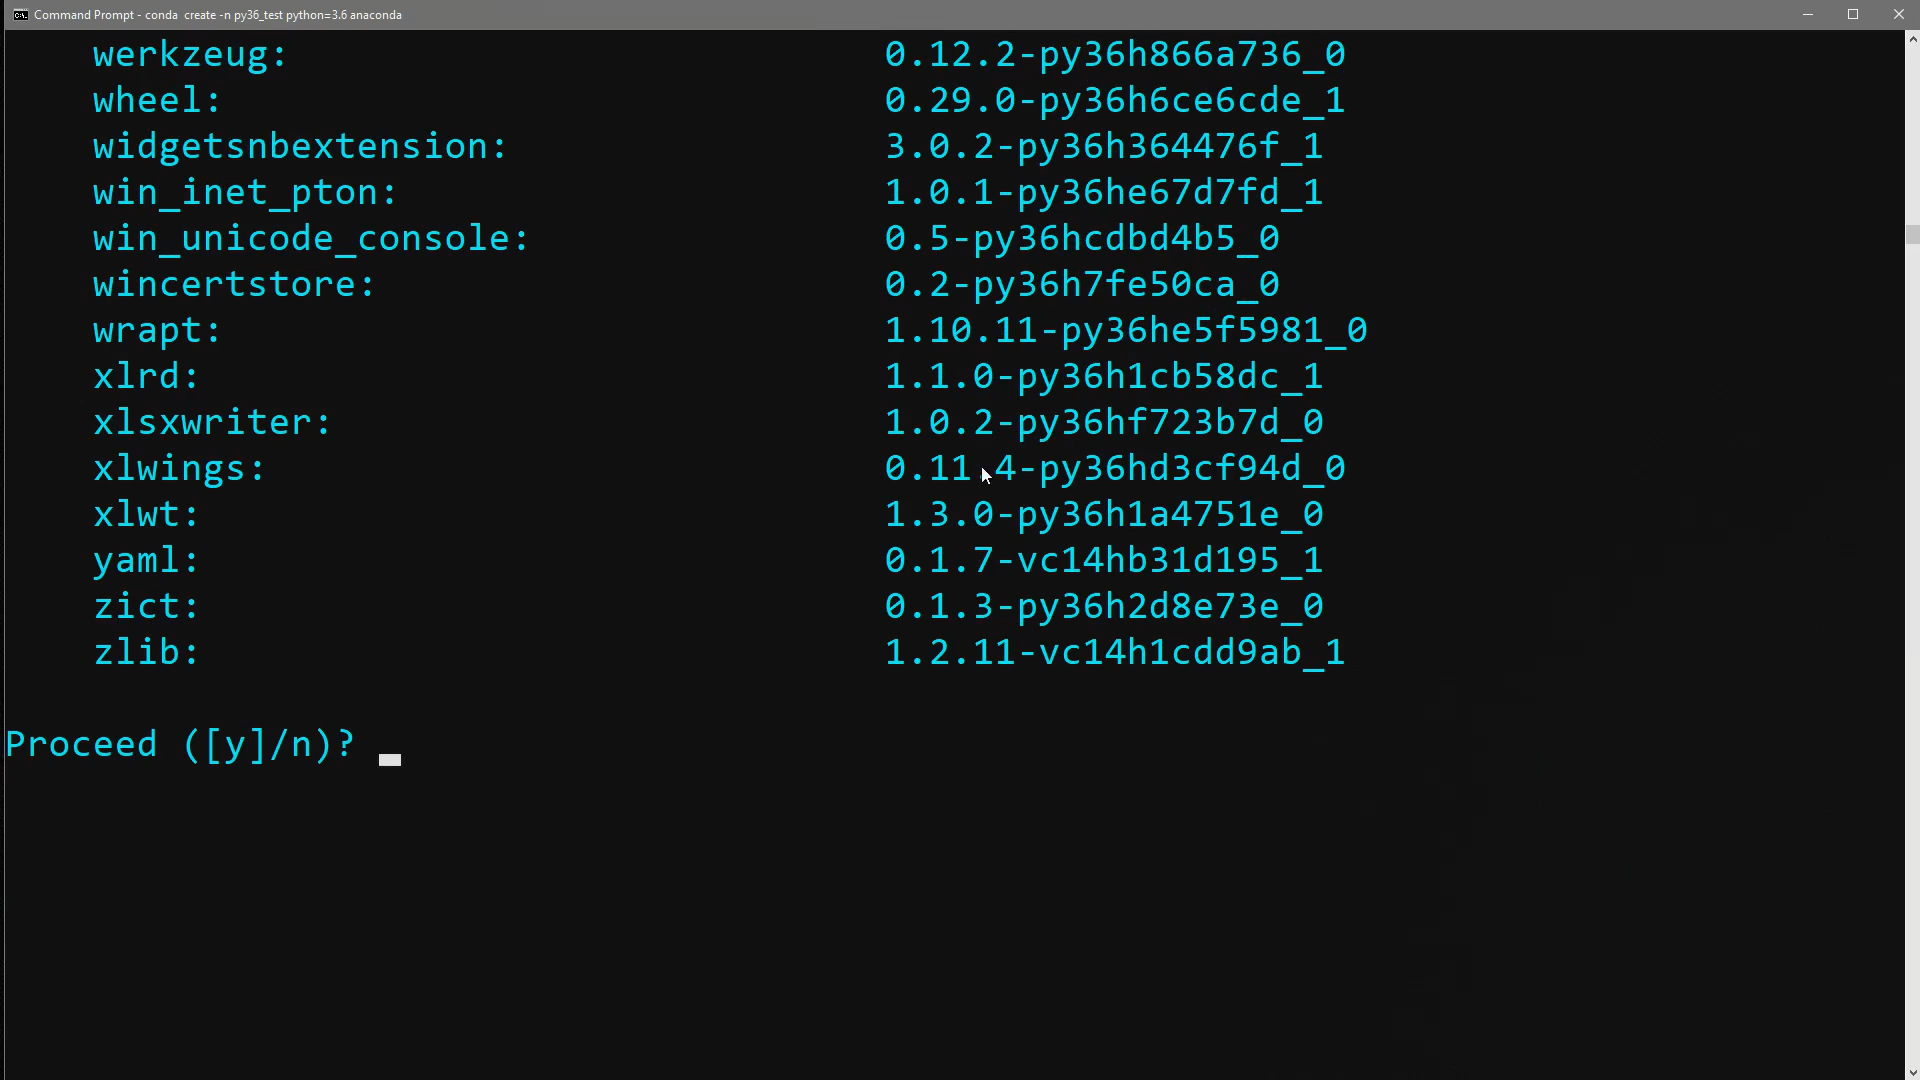 Command Prompt - conda  create -n py36_test python=3.6 anaconda
werkzeug: 0.12.2-py36h866a736_0
wheel: 0.29.0-py36h6ce6cde_1
widgetsnbextension: 3.0.2-py36h364476f_1
win_inet_pton: 1.0.1-py36he67d7fd_1
win_unicode_console: 0.5-py36hcdbd4b5_0
wincertstore: 0.2-py36h7fe50ca_0
wrapt: 1.10.11-py36he5f5981_0
xlrd: 1.1.0-py36h1cb58dc_1
xlsxwriter: 1.0.2-py36hf723b7d_0
xlwings: 0.11.4-py36hd3cf94d_0
xlwt: 1.3.0-py36h1a4751e_0
yaml: 0.1.7-vc14hb31d195_1
zict: 0.1.3-py36h2d8e73e_0
zlib: 1.2.11-vc14h1cdd9ab_1
Proceed ([y]/n)?